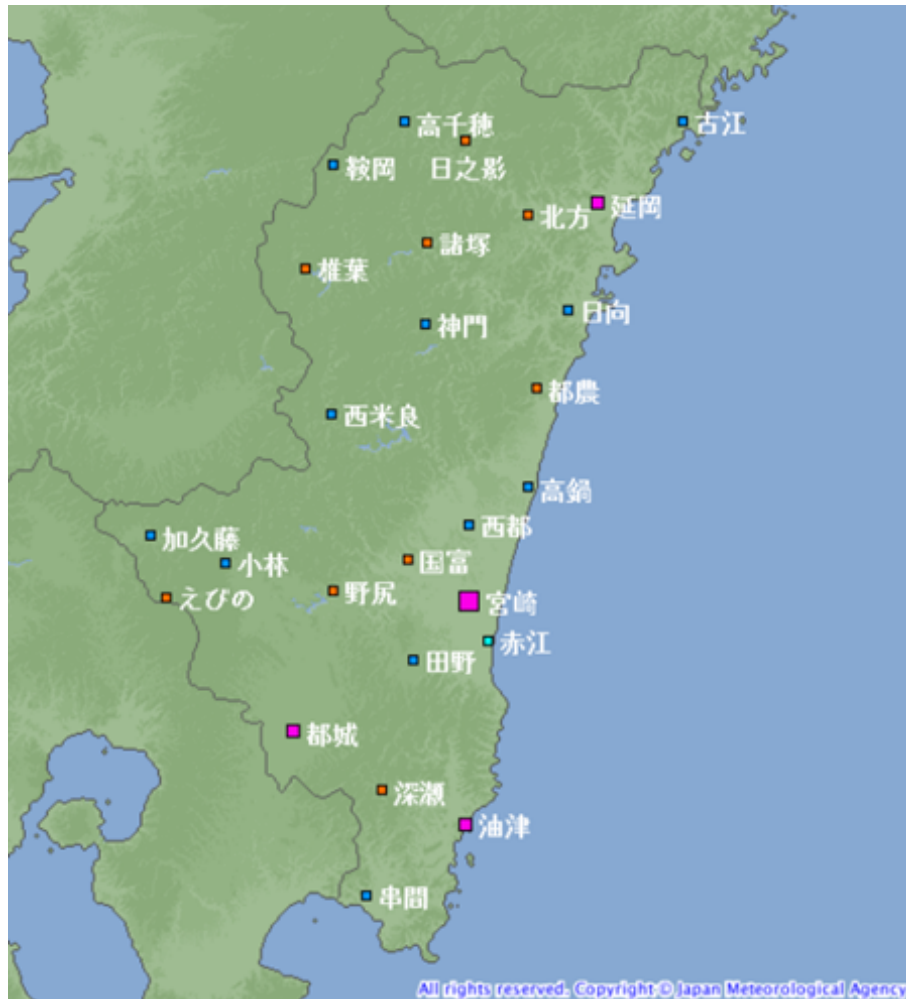 高千穂
古江
日之影
鞍岡
延岡
北方
諸塚
椎葉
日向
神門
都農
西米良
高鍋
西都
加久藤
国富
小林
野尻
えびの
宮崎
赤江
田野
都城
深瀬
油津
串間
All rights reserved. Copyright © Japan Meteorological Agency